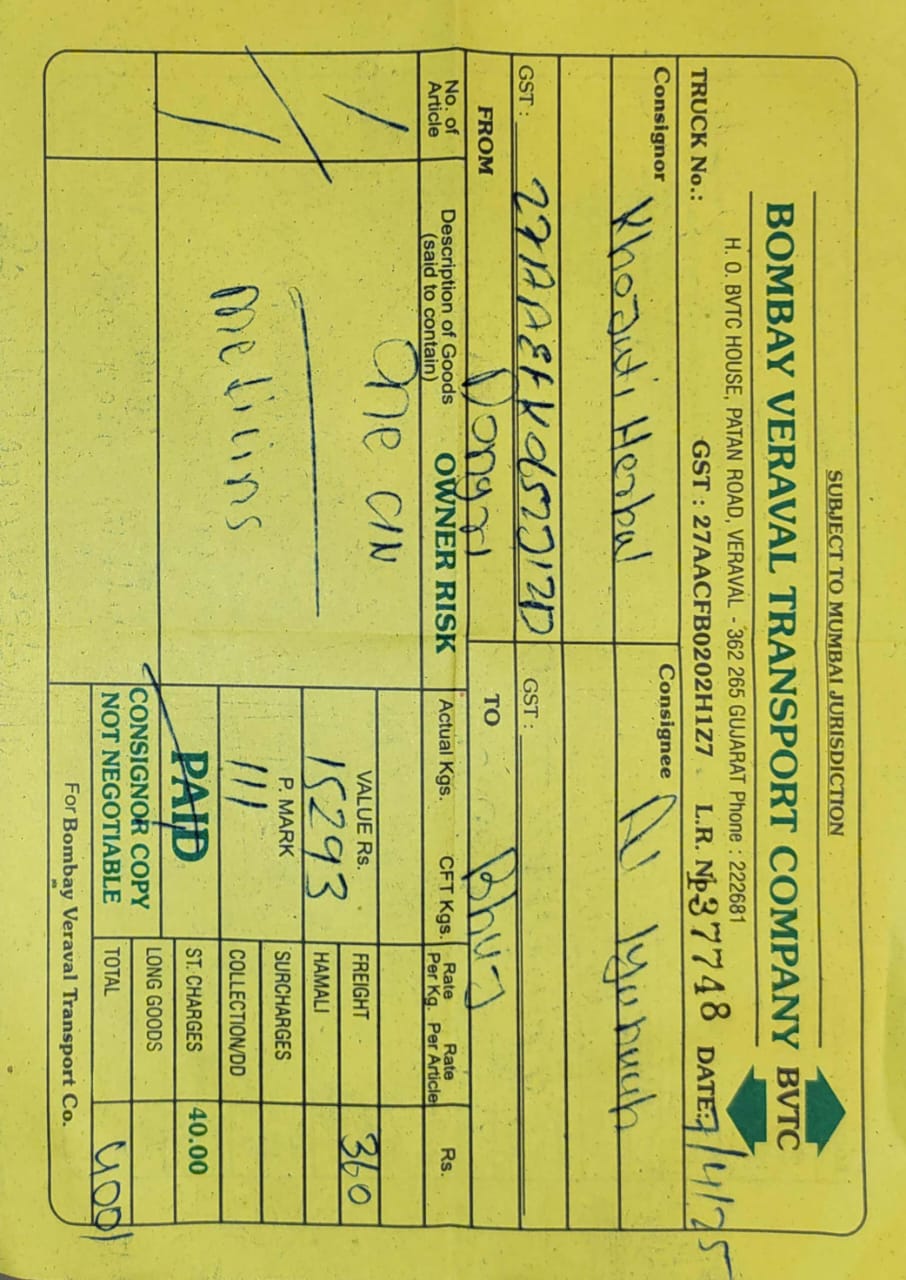 SUBJECT TO MUMBAI JURISDICTION
BOMBAY VERAVAL TRANSPORT COMPANY BVTC
H. O. BVTC HOUSE, PATAN ROAD, VERAVAL - 362 265 GUJARAT Phone : 222681
TRUCK No.: GST : 27AACFB0202H1Z7 L.R. No. 37748 DATE: 7/4/25
Consignor Khojati Herbal Consignee Al
GST : GST :
FROM Dongri TO Bhuj
No. of Article Description of Goods (said to contain) OWNER RISK Actual Kgs. CFT Kgs. Rate Per Kg. Rate Per Article Rs.
1 One C/N
VALUE Rs. FREIGHT 360
15293 HAMALI
P. MARK SURCHARGES
111 COLLECTION/DD
Medicins
PAID ST. CHARGES 40.00
CONSIGNOR COPY LONG GOODS
NOT NEGOTIABLE TOTAL 400/
For Bombay Veraval Transport Co.